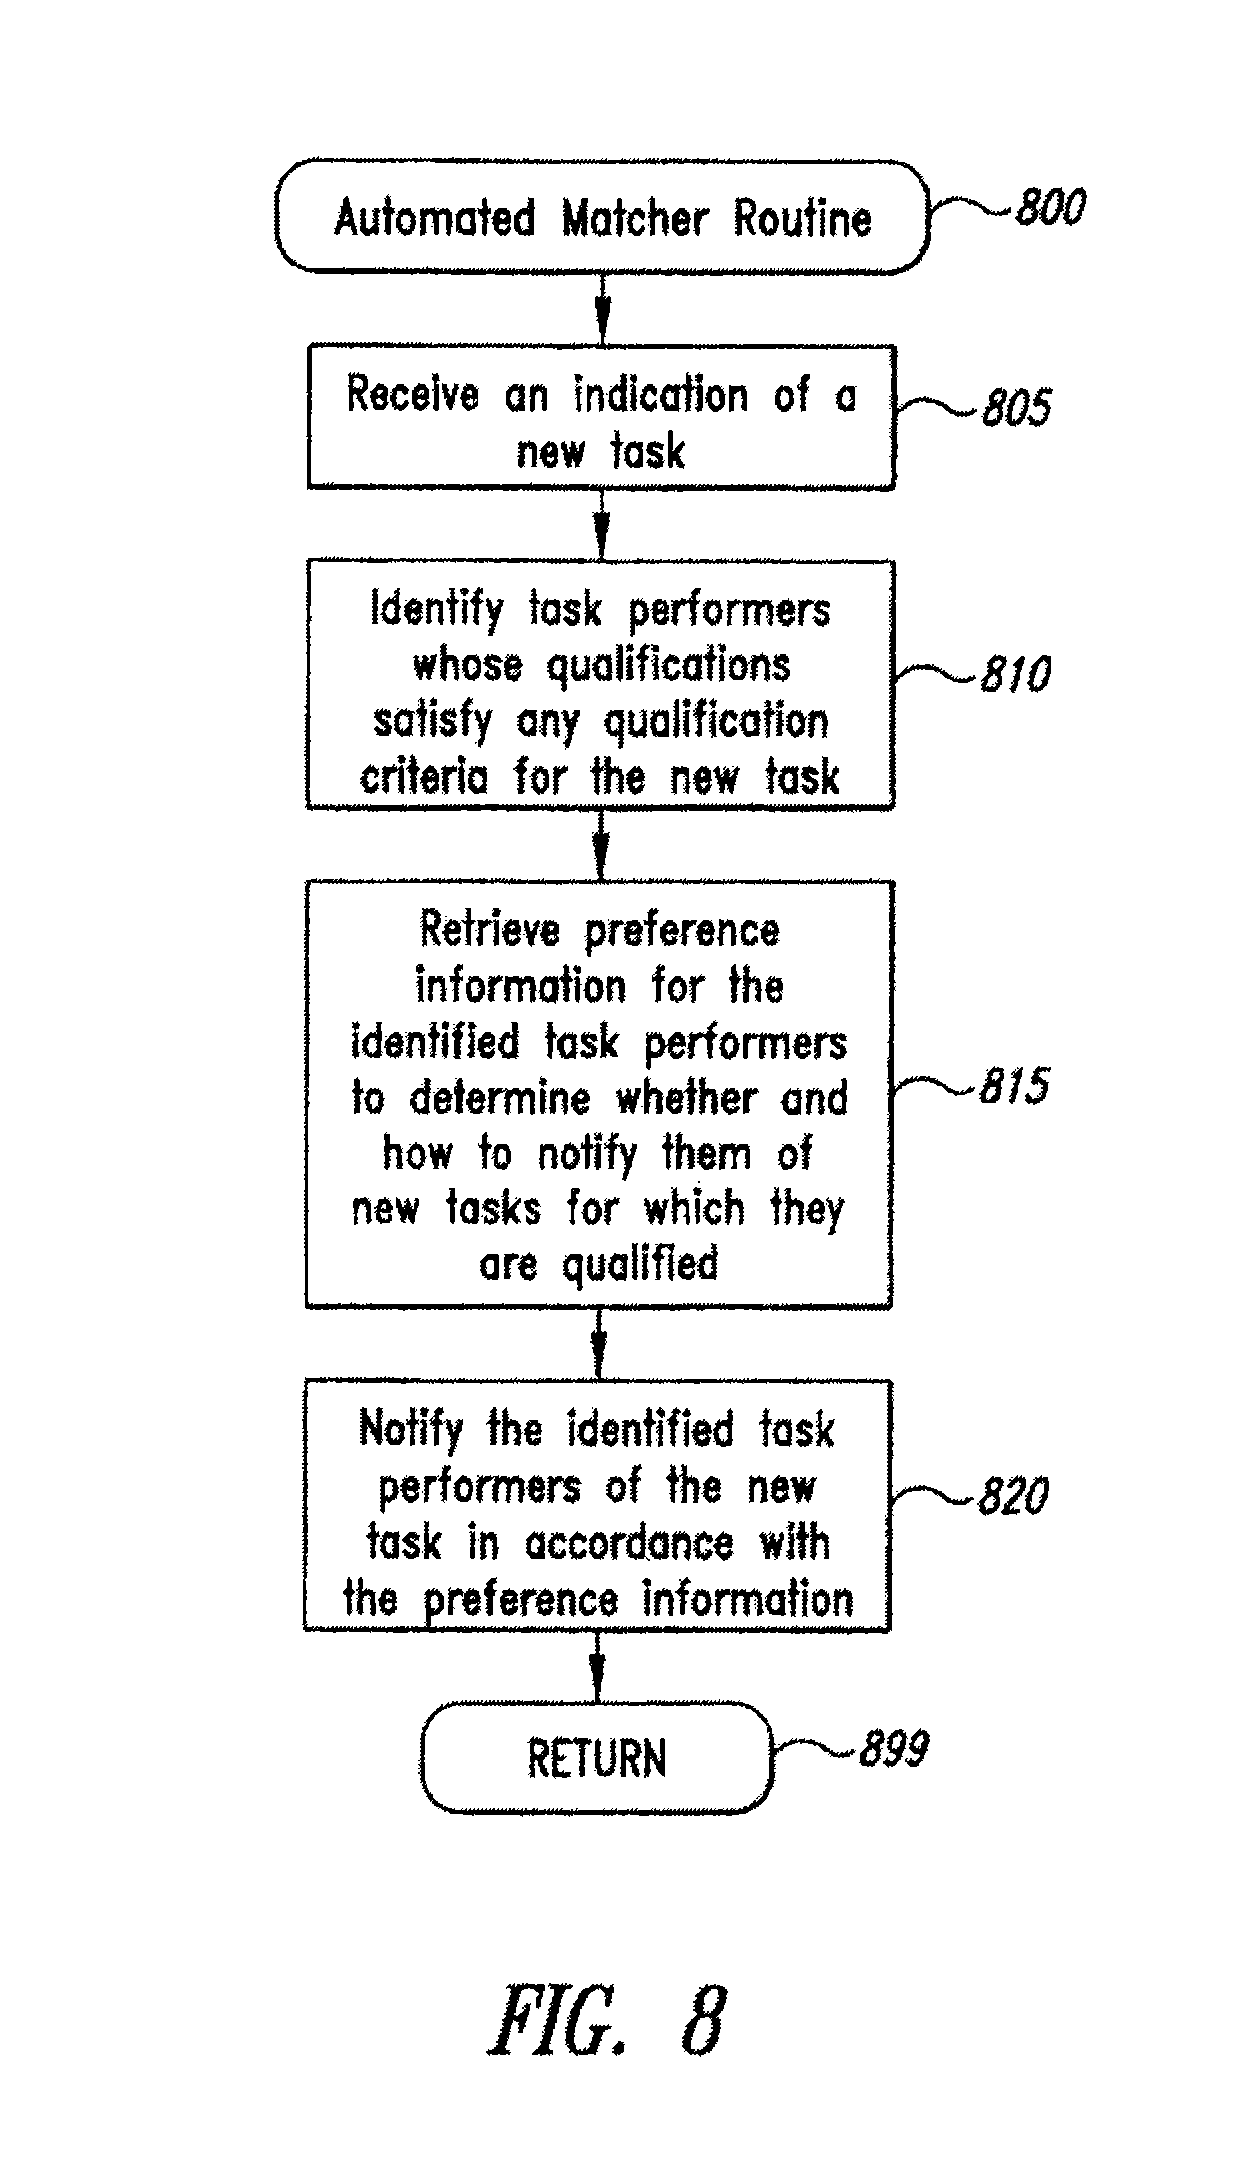 Automated Matcher Routine
800
Receive an indication of a
new task
805
Identify task performers
whose qualifications
satisfy any qualification
criteria for the new task
810
Retrieve preference
information for the
identified task performers
to determine whether and
how to notify them of
new tasks for which they
are qualified
815
Notify the identified task
performers of the new
task in accordance with
the preference information
820
RETURN
899
FIG. 8